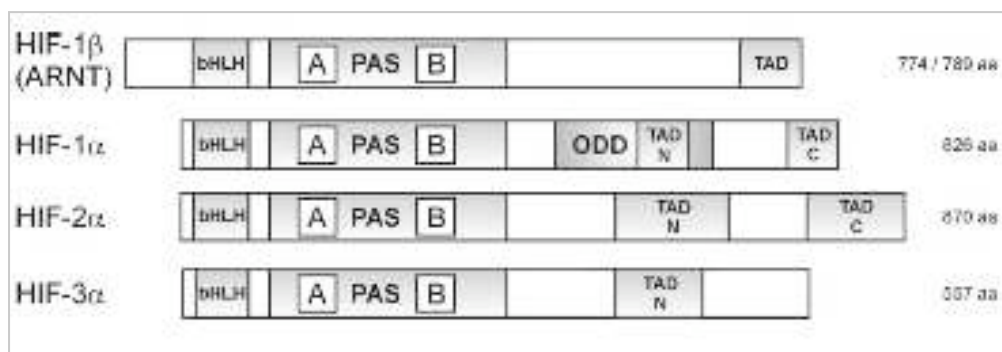 HIF-1β
(ARNT)
bHLH A PAS B TAD 774 / 789 aa
HIF-1α bHLH A PAS B ODD TAD N TAD C 826 aa
HIF-2α bHLH A PAS B TAD N TAD C 870 aa
HIF-3α bHLH A PAS B TAD N aa